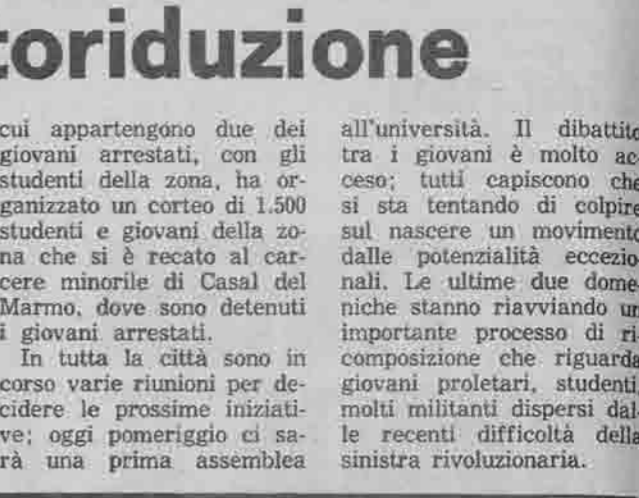 toriduzione
cui appartengono due dei
giovani arrestati, con gli
studenti della zona, ha or-
ganizzato un corteo di 1.500
studenti e giovani della zo-
na che si è recato al car-
cere minorile di Casal del
Marmo, dove sono detenuti
i giovani arrestati.
In tutta la città sono in
corso varie riunioni per de-
cidere le prossime iniziati-
ve; oggi pomeriggio ci sa-
rà una prima assemblea
all'università. Il dibattito
tra i giovani è molto ac
ceso; tutti capiscono che
si sta tentando di colpire
sul nascere un movimento
dalle potenzialità eccezio
nali. Le ultime due dome
niche stanno riavviando un
importante processo di ri
composizione che riguarda
giovani proletari, studenti
molti militanti dispersi dal
le recenti difficoltà della
sinistra rivoluzionaria.